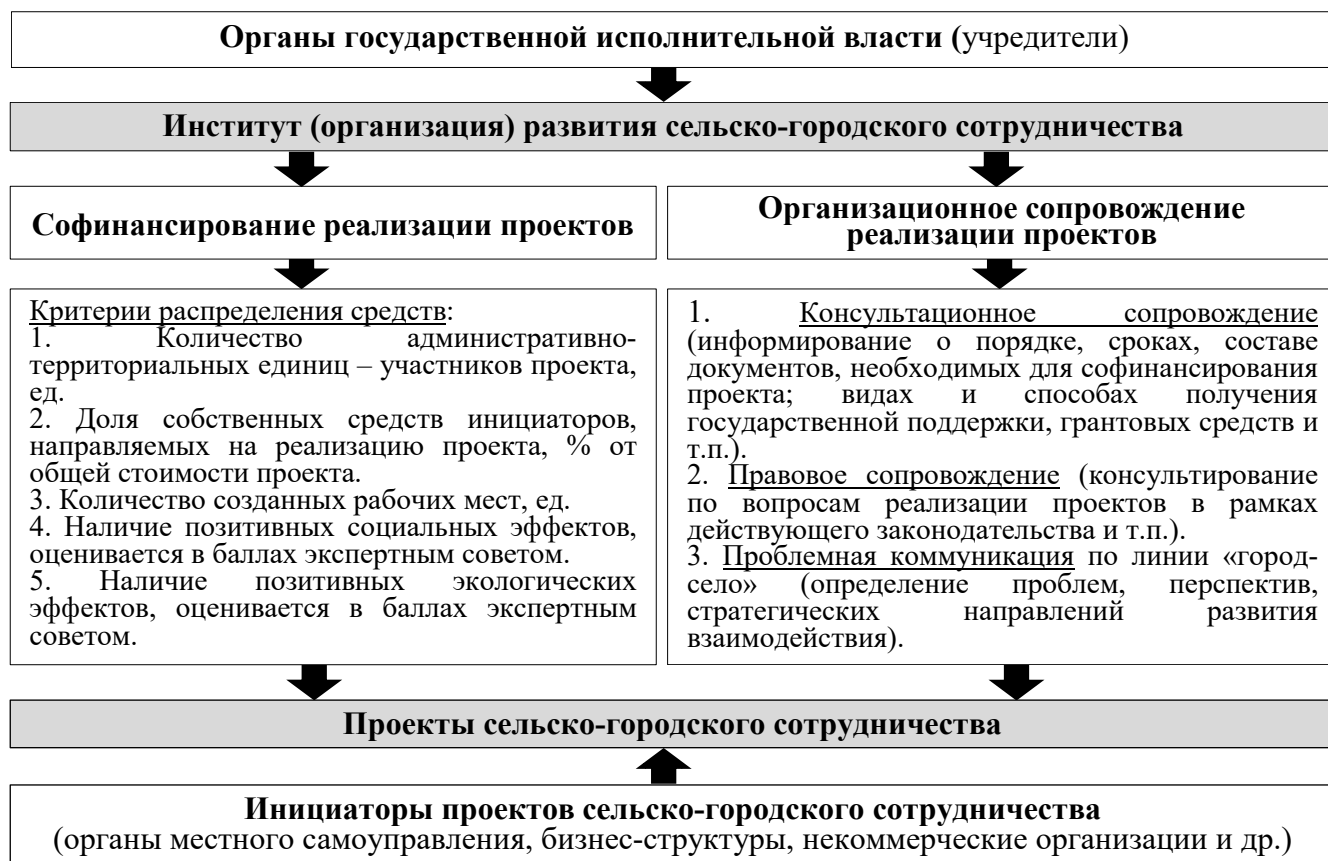 Органы государственной исполнительной власти (учредители)
Институт (организация) развития сельско-городского сотрудничества
Софинансирование реализации проектов
Организационное сопровождение
реализации проектов
Критерии распределения средств:
1. Количество административно-
территориальных единиц – участников проекта,
ед.
2. Доля собственных средств инициаторов,
направляемых на реализацию проекта, % от
общей стоимости проекта.
3. Количество созданных рабочих мест, ед.
4. Наличие позитивных социальных эффектов,
оценивается в баллах экспертным советом.
5. Наличие позитивных экологических
эффектов, оценивается в баллах экспертным
советом.
1. Консультационное сопровождение
(информирование о порядке, сроках, составе
документов, необходимых для софинансирования
проекта; видах и способах получения
государственной поддержки, грантовых средств и
т.п.).
2. Правовое сопровождение (консультирование
по вопросам реализации проектов в рамках
действующего законодательства и т.п.).
3. Проблемная коммуникация по линии «город-
село» (определение проблем, перспектив,
стратегических направлений развития
взаимодействия).
Проекты сельско-городского сотрудничества
Инициаторы проектов сельско-городского сотрудничества
(органы местного самоуправления, бизнес-структуры, некоммерческие организации и др.)